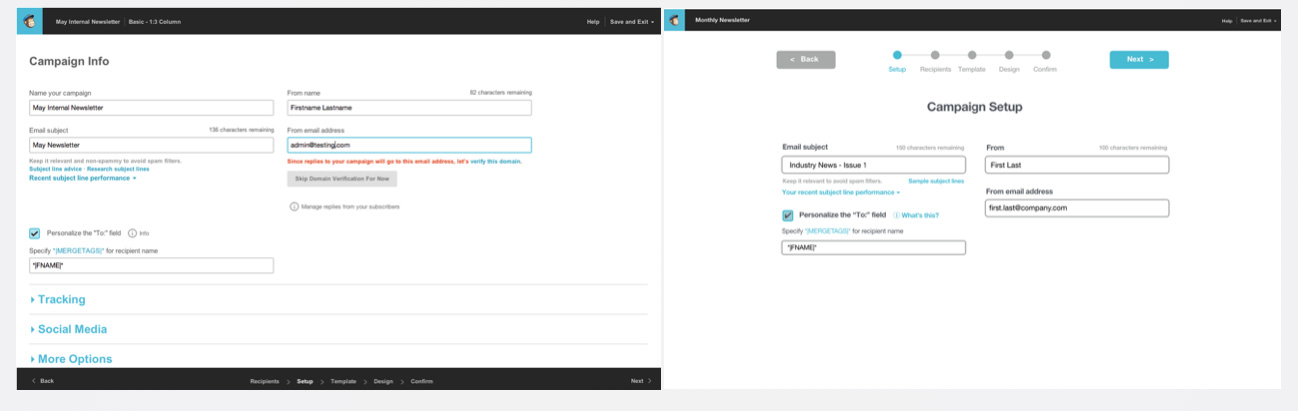 May Internal Newsletter | Basic - 1:3 Column
Help | Save and Exit
Campaign Info
Name your campaign
May Internal Newsletter
From name 82 characters remaining
Firstname Lastname
Email subject 136 characters remaining
May Newsletter
From email address
admin@testing.com
Keep it relevant and non-spammy to avoid spam filters.
Subject line advice · Research subject lines
Recent subject line performance
Since replies to your campaign will go to this email address, let's verify this domain.
Skip Domain Verification For Now
Manage replies from your subscribers
Personalize the "To:" field Info
Specify *|MERGETAGS|* for recipient name
*|FNAME|*
Tracking
Social Media
More Options
< Back
Recipients > Setup > Template > Design > Confirm
Next >
Monthly Newsletter
Help | Save and Exit
< Back
Setup Recipients Template Design Confirm
Next >
Campaign Setup
Email subject 150 characters remaining
Industry News - Issue 1
Keep it relevant to avoid spam filters. Sample subject lines
Your recent subject line performance
Personalize the "To:" field What's this?
Specify *|MERGETAGS|* for recipient name
*|FNAME|*
From 100 characters remaining
First Last
From email address
first.last@company.com